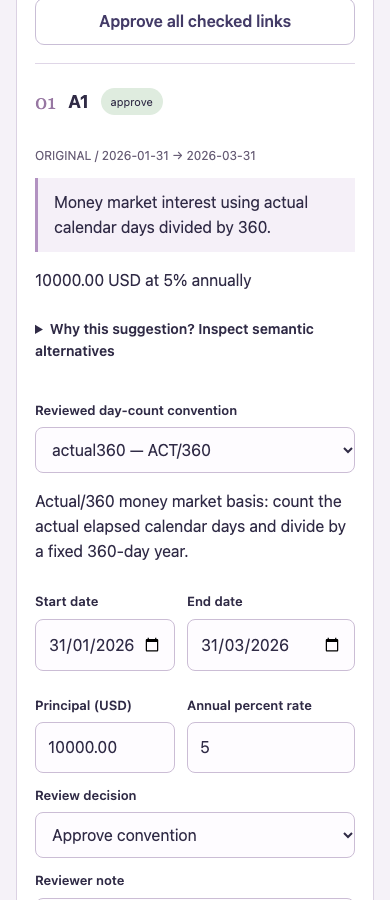 Approve all checked links
01 A1 approve
ORIGINAL / 2026-01-31 → 2026-03-31
Money market interest using actual
calendar days divided by 360.
10000.00 USD at 5% annually
▶ Why this suggestion? Inspect semantic
alternatives
Reviewed day-count convention
actual360 — ACT/360
Actual/360 money market basis: count the
actual elapsed calendar days and divide by
a fixed 360-day year.
Start date End date
31/01/2026 31/03/2026
Principal (USD) Annual percent rate
10000.00 5
Review decision
Approve convention
Reviewer note